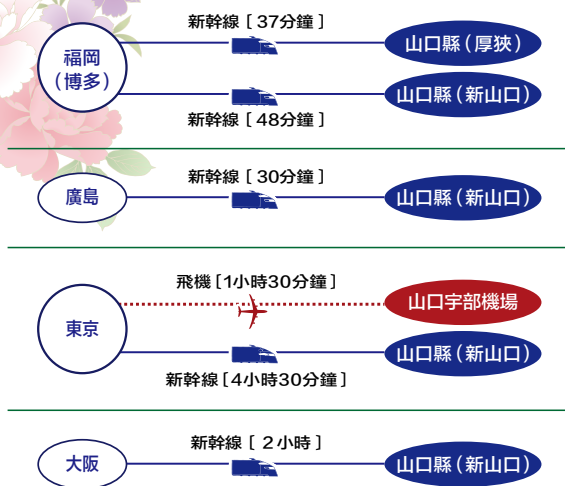 新幹線［37分鐘］
福岡
（博多）
山口縣（厚狹）
山口縣（新山口）
新幹線［48分鐘］
新幹線［30分鐘］
廣島
山口縣（新山口）
飛機［1小時30分鐘］
山口宇部機場
東京
山口縣（新山口）
新幹線［4小時30分鐘］
新幹線［ 2小時］
大阪
山口縣（新山口）